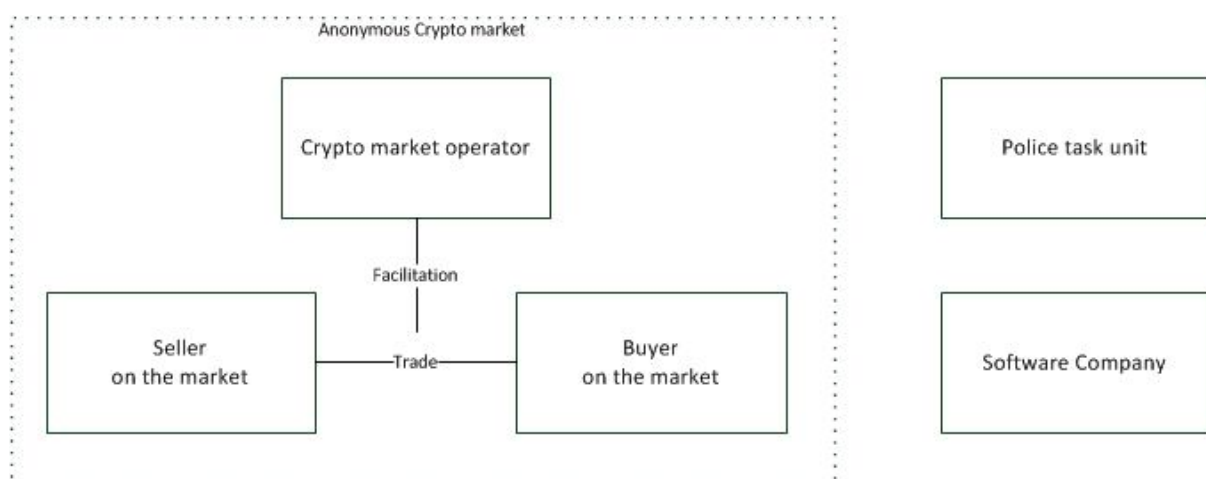 Anonymous Crypto market
Crypto market operator
Police task unit
Facilitation
Seller
on the market
Trade
Buyer
on the market
Software Company